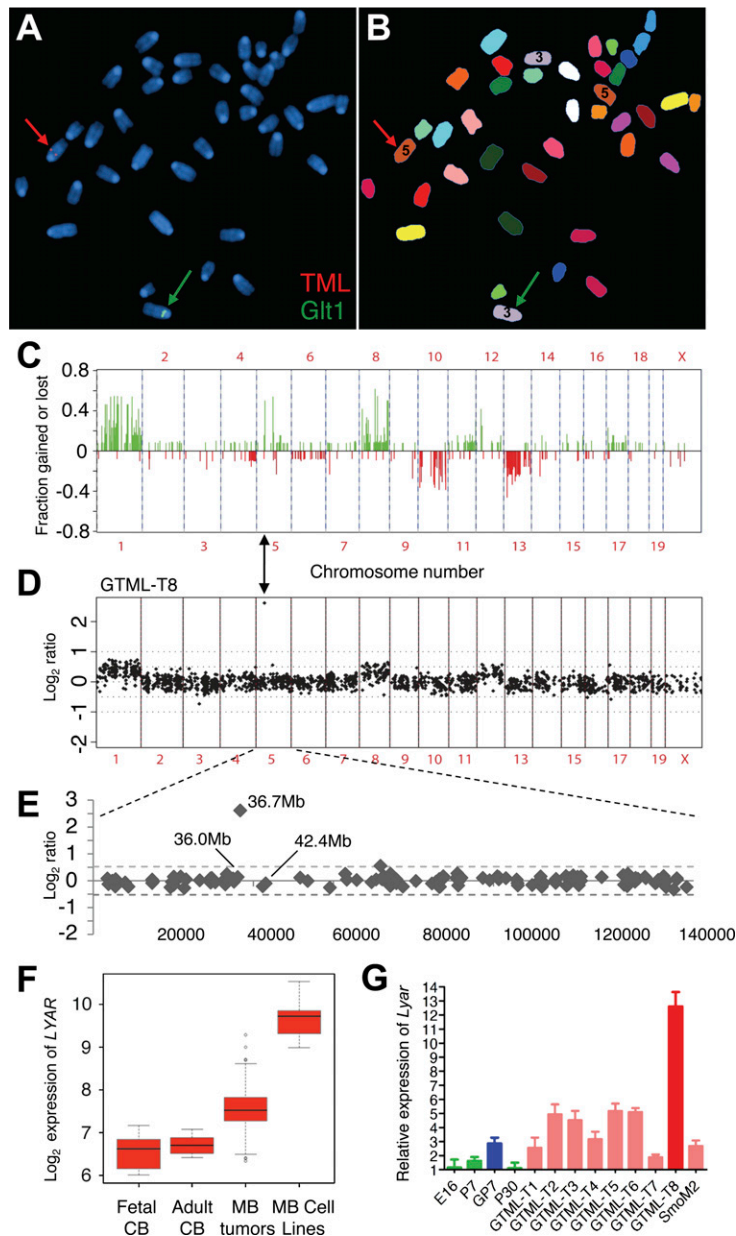 A
B
3
5
5
3
TML
Glt1
C
2 4 6 8 10 12 14 16 18 X
0.8
0.4
0
-0.4
-0.8
Fraction gained or lost
1 3 5 7 9 11 13 15 17 19
Chromosome number
D
GTML-T8
2
1
0
-1
-2
Log2 ratio
1 2 3 4 5 6 7 8 9 10 11 13 15 17 19 X
E
3
2
1
0
-1
-2
Log2 ratio
36.7Mb
36.0Mb
42.4Mb
20000 40000 60000 80000 100000 120000 140000
F
Log2 expression of LYAR
10
9
8
7
6
Fetal CB
Adult CB
MB tumors
MB Cell Lines
G
Relative expression of Lyar
14
13
12
11
10
9
8
7
6
5
4
3
2
1
E16
P7
GP7
P30
GTML-T1
GTML-T2
GTML-T3
GTML-T4
GTML-T5
GTML-T6
GTML-T7
GTML-T8
SmoM2